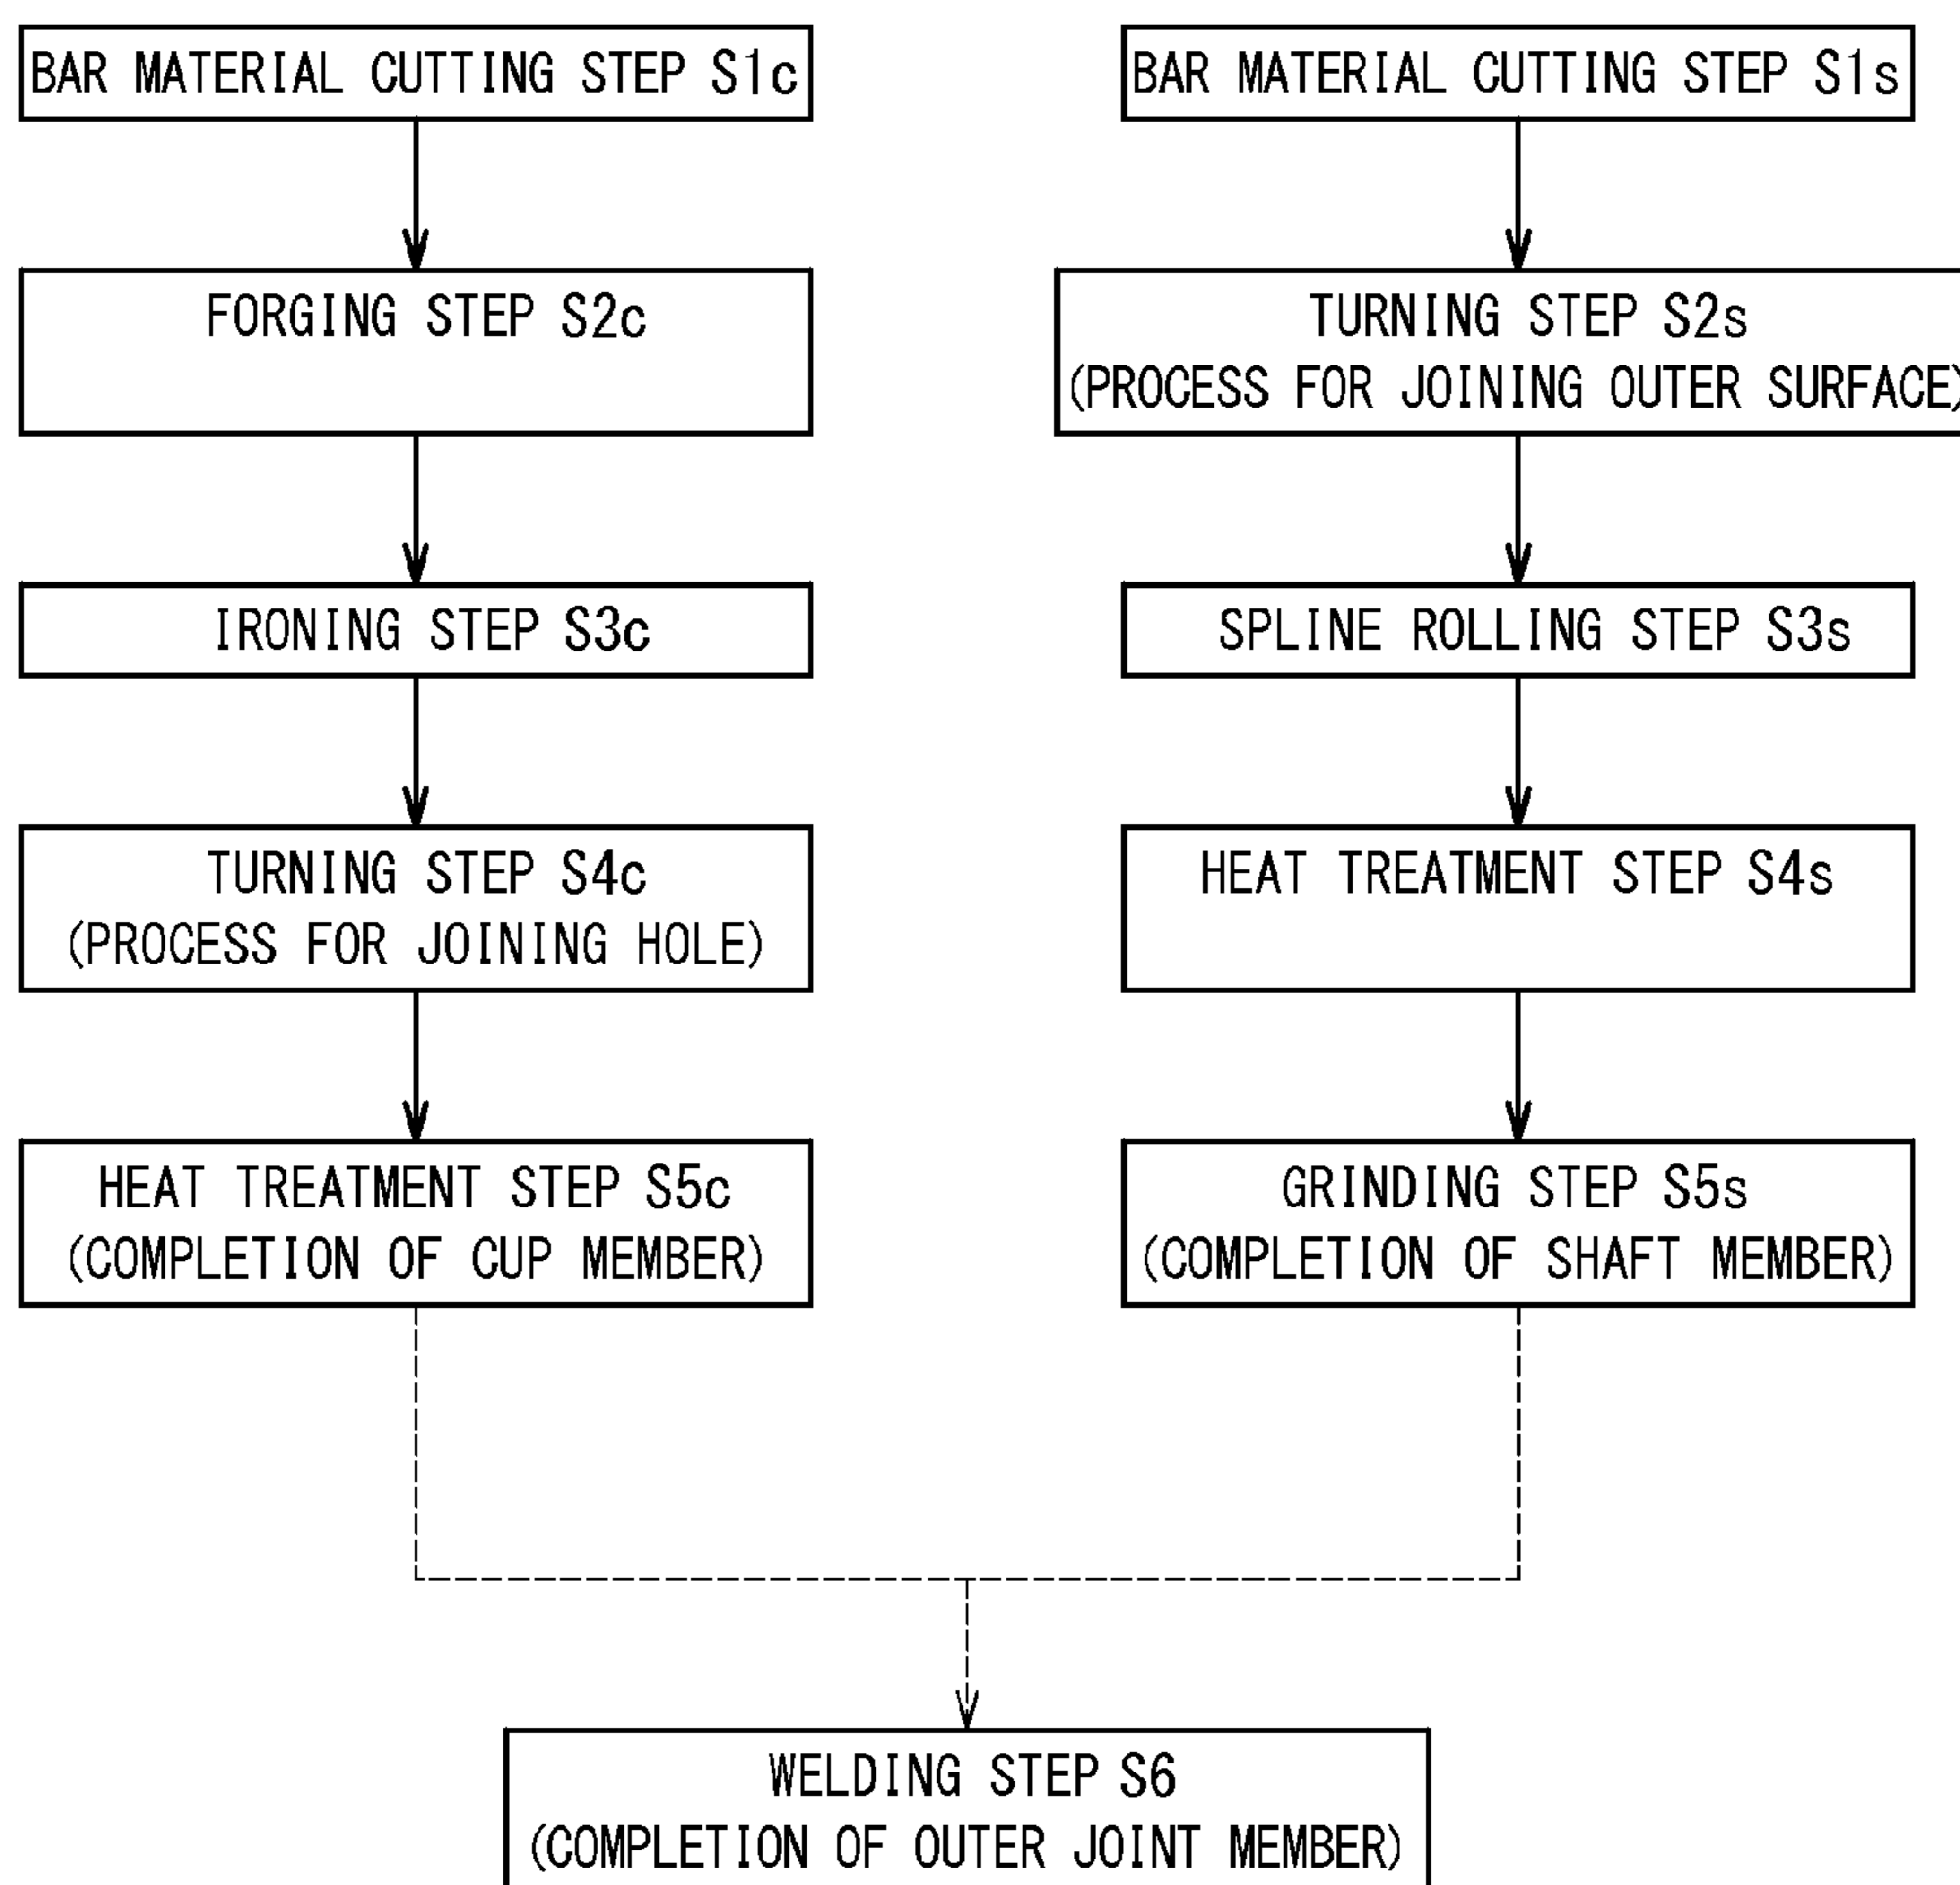 BAR MATERIAL CUTTING STEP S1c
FORGING STEP S2c
IRONING STEP S3c
TURNING STEP S4c
(PROCESS FOR JOINING HOLE)
HEAT TREATMENT STEP S5c
(COMPLETION OF CUP MEMBER)
BAR MATERIAL CUTTING STEP S1s
TURNING STEP S2s
(PROCESS FOR JOINING OUTER SURFACE)
SPLINE ROLLING STEP S3s
HEAT TREATMENT STEP S4s
GRINDING STEP S5s
(COMPLETION OF SHAFT MEMBER)
WELDING STEP S6
(COMPLETION OF OUTER JOINT MEMBER)